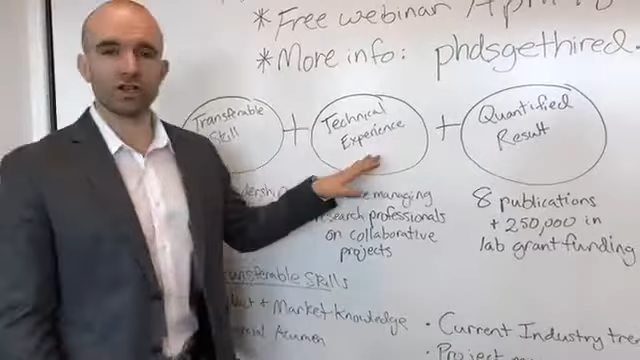 * Free webinar April
* More info: phdsgethired.
Transferable
Skill
+
Technical
Experience
+
Quantified
Result
managing
research professionals
on collaborative
projects
8 publications
+ 250,000 in
lab grant funding
Transferable Skills
+ Market Knowledge
Acumen
• Current Industry
Project